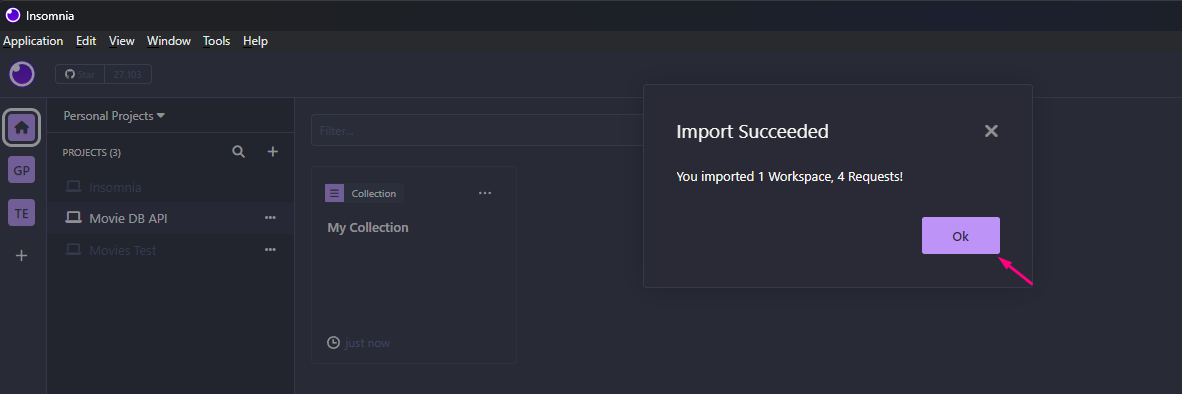 Insomnia
Application Edit View Window Tools Help
Star 27,103
Personal Projects
PROJECTS (3)
GP
Insomnia
TE
Movie DB API
Movies Test
Filter...
Collection
My Collection
just now
Import Succeeded
You imported 1 Workspace, 4 Requests!
Ok